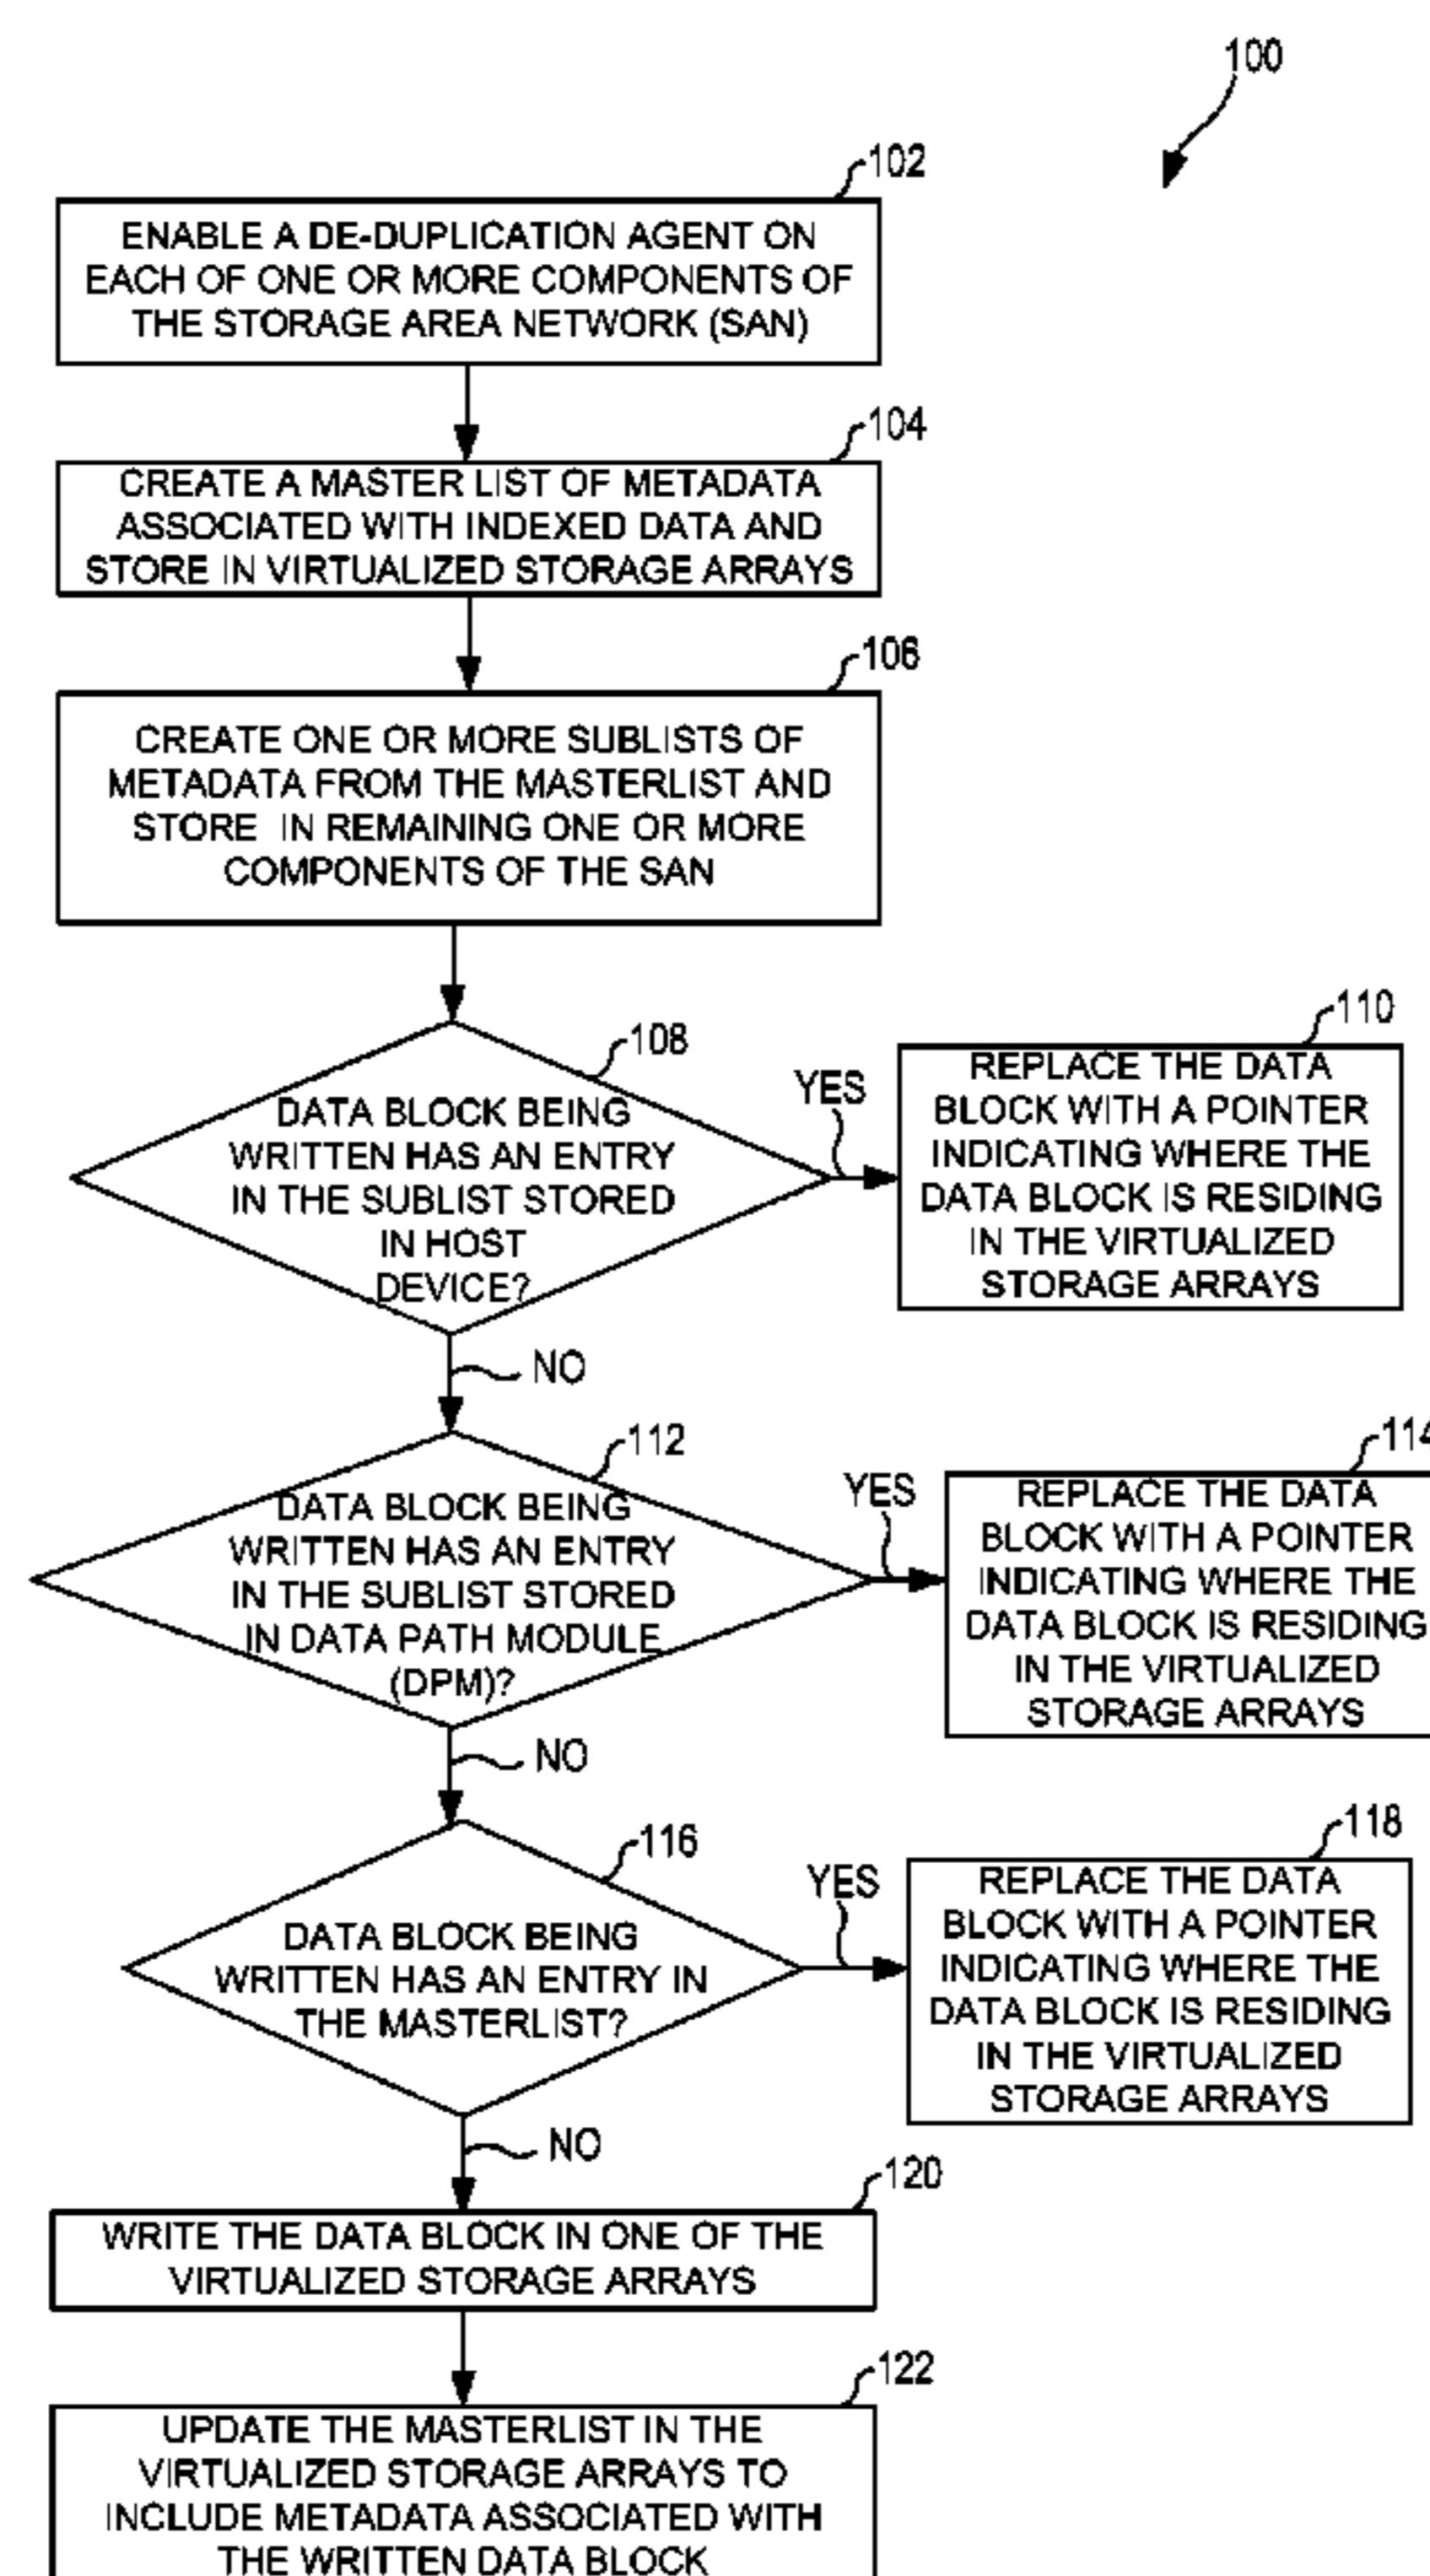 100
102
ENABLE A DE-DUPLICATION AGENT ON
EACH OF ONE OR MORE COMPONENTS OF
THE STORAGE AREA NETWORK (SAN)
104
CREATE A MASTER LIST OF METADATA
ASSOCIATED WITH INDEXED DATA AND
STORE IN VIRTUALIZED STORAGE ARRAYS
106
CREATE ONE OR MORE SUBLISTS OF
METADATA FROM THE MASTERLIST AND
STORE IN REMAINING ONE OR MORE
COMPONENTS OF THE SAN
108
DATA BLOCK BEING
WRITTEN HAS AN ENTRY
IN THE SUBLIST STORED
IN HOST
DEVICE?
YES
110
REPLACE THE DATA
BLOCK WITH A POINTER
INDICATING WHERE THE
DATA BLOCK IS RESIDING
IN THE VIRTUALIZED
STORAGE ARRAYS
NO
112
DATA BLOCK BEING
WRITTEN HAS AN ENTRY
IN THE SUBLIST STORED
IN DATA PATH MODULE
(DPM)?
YES
114
REPLACE THE DATA
BLOCK WITH A POINTER
INDICATING WHERE THE
DATA BLOCK IS RESIDING
IN THE VIRTUALIZED
STORAGE ARRAYS
NO
116
DATA BLOCK BEING
WRITTEN HAS AN ENTRY IN
THE MASTERLIST?
YES
118
REPLACE THE DATA
BLOCK WITH A POINTER
INDICATING WHERE THE
DATA BLOCK IS RESIDING
IN THE VIRTUALIZED
STORAGE ARRAYS
NO
120
WRITE THE DATA BLOCK IN ONE OF THE
VIRTUALIZED STORAGE ARRAYS
122
UPDATE THE MASTERLIST IN THE
VIRTUALIZED STORAGE ARRAYS TO
INCLUDE METADATA ASSOCIATED WITH
THE WRITTEN DATA BLOCK